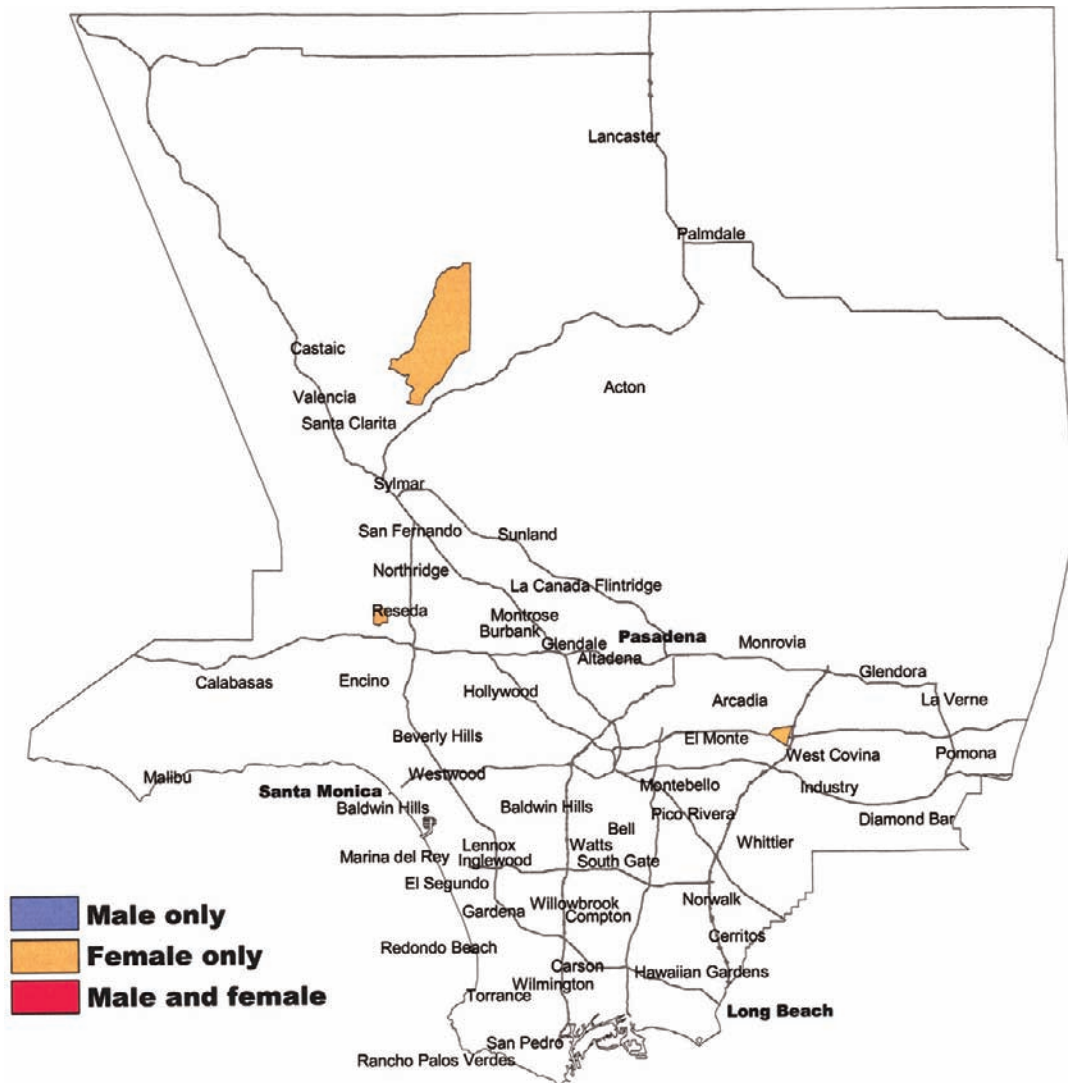 Lancaster
Palmdale
Castaic
Acton
Valencia
Santa Clarita
Sylmar
San Fernando
Sunland
Northridge
La Canada Flintridge
Reseda
Montrose
Burbank
Pasadena
Glendale
Monrovia
Altadena
Glendora
Calabasas
Encino
Hollywood
Arcadia
La Verne
Beverly Hills
El Monte
West Covina
Pomona
Malibu
Westwood
Santa Monica
Montebello
Industry
Baldwin Hills
Baldwin Hills
Pico Rivera
Diamond Bar
Bell
Lennox
Watts
Whittier
Marina del Rey
Inglewood
South Gate
El Segundo
Willowbrook
Norwalk
Gardena
Compton
Male only
Cerritos
Redondo Beach
Female only
Carson
Hawaiian Gardens
Wilmington
Torrance
Male and female
Long Beach
San Pedro
Rancho Palos Verdes